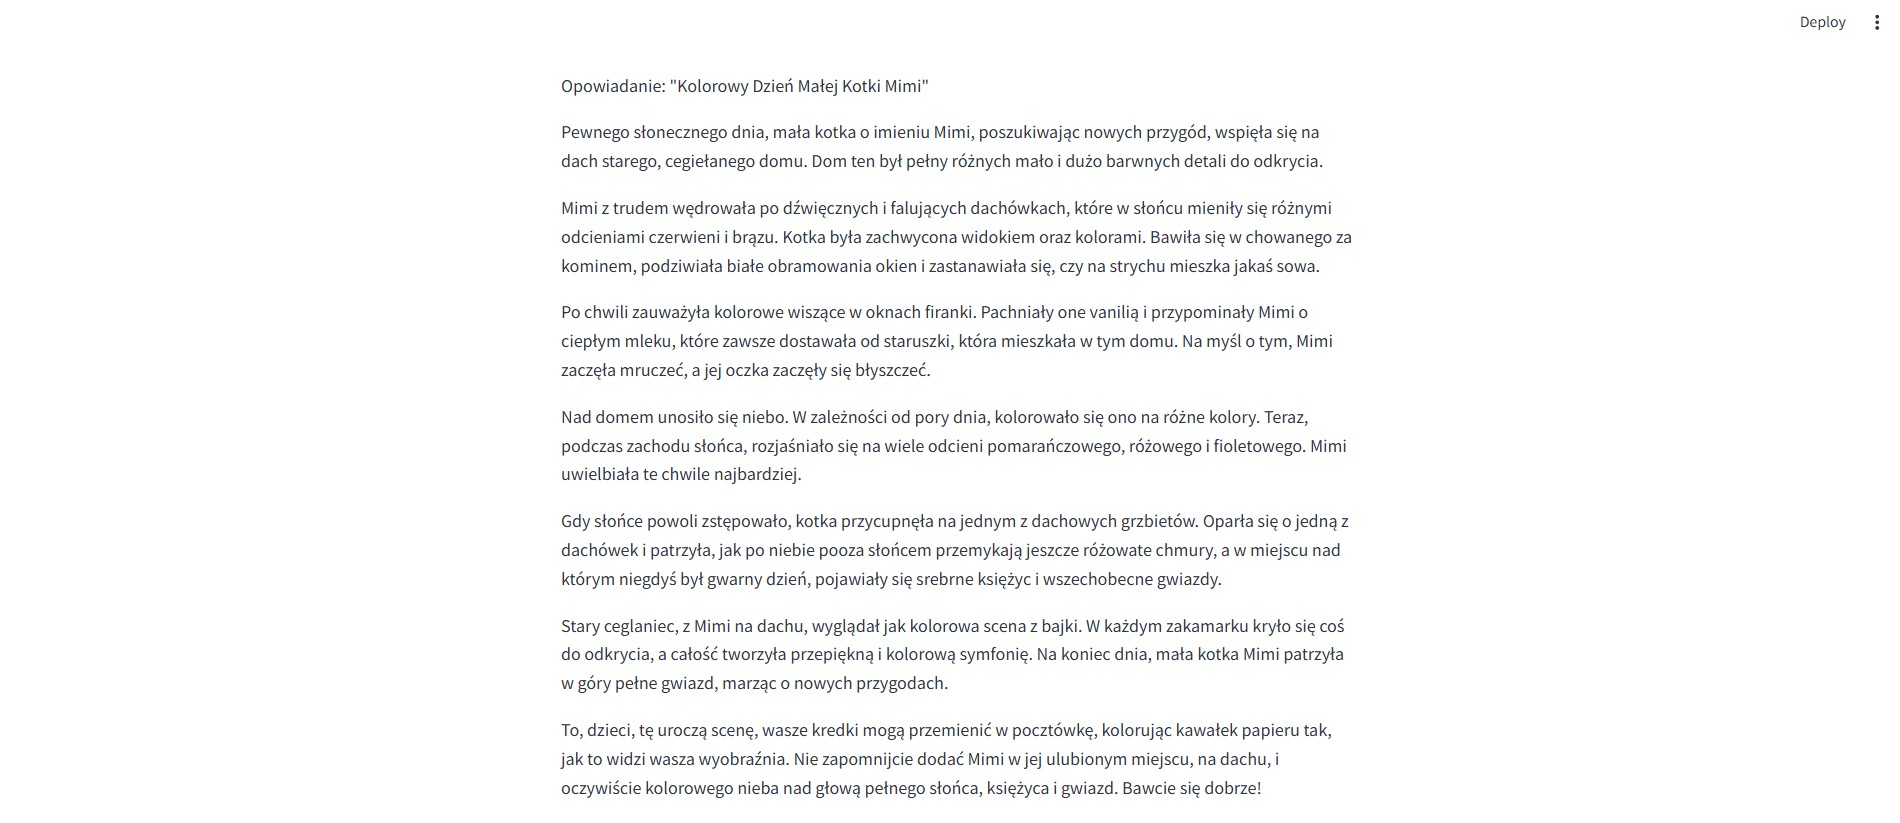 Deploy
Opowiadanie: "Kolorowy Dzień Małej Kotki Mimi"
Pewnego słonecznego dnia, mała kotka o imieniu Mimi, poszukiwając nowych przygód, wspięła się na
dach starego, cegiełanego domu. Dom ten był pełny różnych mało i dużo barwnych detali do odkrycia.
Mimi z trudem wędrowała po dźwięcznych i falujących dachówkach, które w słońcu mieniły się różnymi
odcieniami czerwieni i brązu. Kotka była zachwycona widokiem oraz kolorami. Bawiła się w chowanego za
kominem, podziwiała białe obramowania okien i zastanawiała się, czy na strychu mieszka jakaś sowa.
Po chwili zauważyła kolorowe wiszące w oknach firanki. Pachniały one vanilią i przypominały Mimi o
ciepłym mleku, które zawsze dostawała od staruszki, która mieszkała w tym domu. Na myśl o tym, Mimi
zaczęła mruczeć, a jej oczka zaczęły się błyszczeć.
Nad domem unosiło się niebo. W zależności od pory dnia, kolorowało się ono na różne kolory. Teraz,
podczas zachodu słońca, rozjaśniało się na wiele odcieni pomarańczowego, różowego i fioletowego. Mimi
uwielbiała te chwile najbardziej.
Gdy słońce powoli zstępowało, kotka przycupnęła na jednym z dachowych grzbietów. Oparła się o jedną z
dachówek i patrzyła, jak po niebie pooza słońcem przemykają jeszcze różowate chmury, a w miejscu nad
którym niegdyś był gwarny dzień, pojawiały się srebrne księżyc i wszechobecne gwiazdy.
Stary ceglaniec, z Mimi na dachu, wyglądał jak kolorowa scena z bajki. W każdym zakamarku kryło się coś
do odkrycia, a całość tworzyła przepiękną i kolorową symfonię. Na koniec dnia, mała kotka Mimi patrzyła
w góry pełne gwiazd, marząc o nowych przygodach.
To, dzieci, tę uroczą scenę, wasze kredki mogą przemienić w pocztówkę, kolorując kawałek papieru tak,
jak to widzi wasza wyobraźnia. Nie zapomnijcie dodać Mimi w jej ulubionym miejscu, na dachu, i
oczywiście kolorowego nieba nad głową pełnego słońca, księżyca i gwiazd. Bawcie się dobrze!